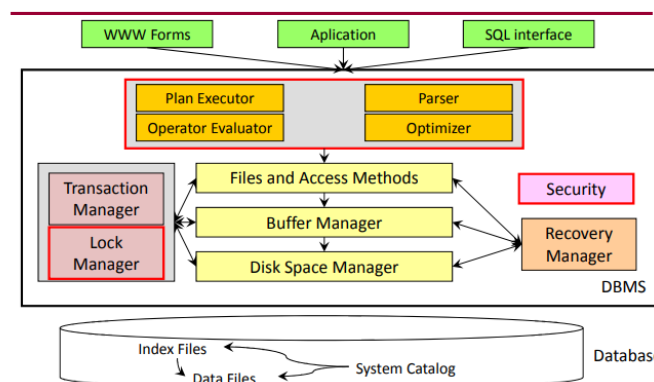 WWW Forms
Aplication
SQL interface
Plan Executor
Parser
Operator Evaluator
Optimizer
Files and Access Methods
Transaction
Manager
Security
Buffer Manager
Lock
Manager
Recovery
Manager
Disk Space Manager
DBMS
Index Files
System Catalog
Database
Data Files